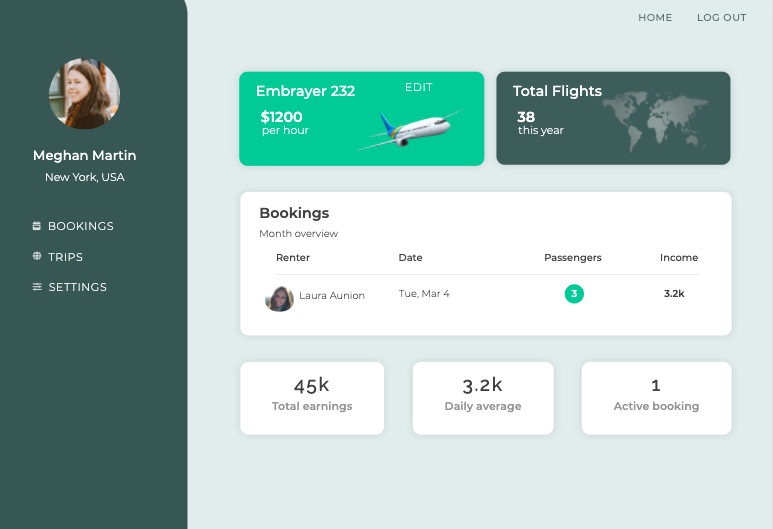 HOME LOG OUT
Meghan Martin
New York, USA
BOOKINGS
TRIPS
SETTINGS
Embrayer 232 EDIT
$1200
per hour
Total Flights
38
this year
Bookings
Month overview
Renter Date Passengers Income
Laura Aunion Tue, Mar 4 3 3.2k
45k
Total earnings
3.2k
Daily average
1
Active booking